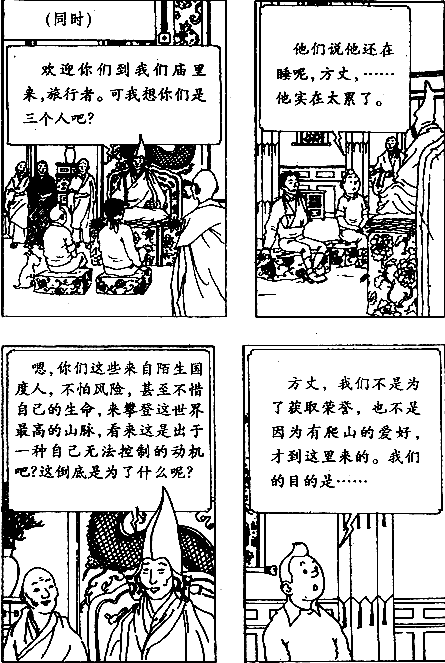 (同时)
欢迎你们到我们庙里
来,旅行者。可我想你们是
三个人吧?
他们说他还在
睡呢,方丈,……
他实在太累了。
嗯,你们这些来自陌生国
度人,不怕风险,甚至不惜
自己的生命,来攀登这世界
最高的山脉,看来这是出于
一种自己无法控制的动机
吧?这倒底是为了什么呢?
方丈,我们不是为
了获取荣誉,也不是
因为有爬山的爱好,
才到这里来的。我们
的目的是……